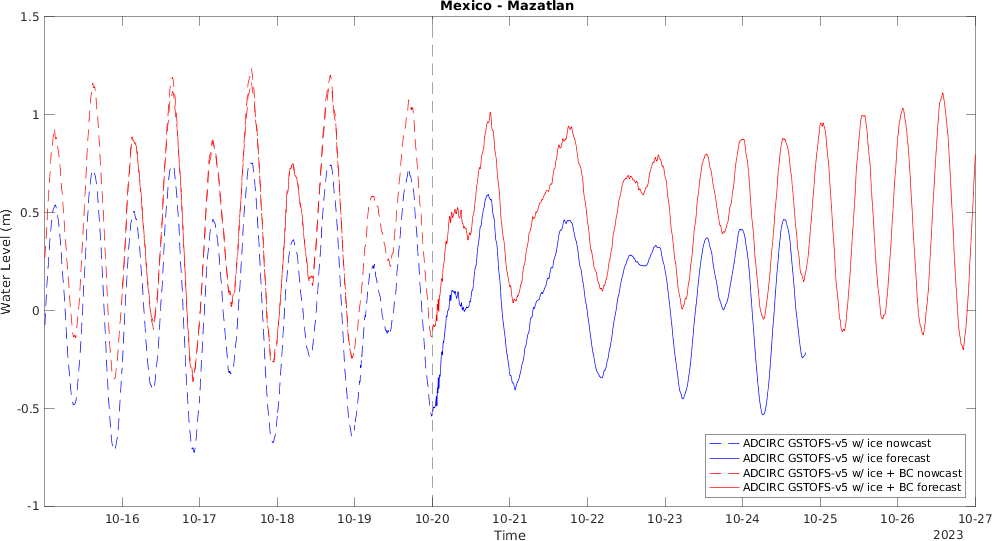 Mexico - Mazatlan
Water Level (m)
1.5
1
0.5
0
-0.5
-1
10-16
10-17
10-18
10-19
10-20
10-21
10-22
10-23
10-24
10-25
10-26
10-27
Time
2023
ADCIRC GSTOFS-v5 w/ ice nowcast
ADCIRC GSTOFS-v5 w/ ice forecast
ADCIRC GSTOFS-v5 w/ ice + BC nowcast
ADCIRC GSTOFS-v5 w/ ice + BC forecast